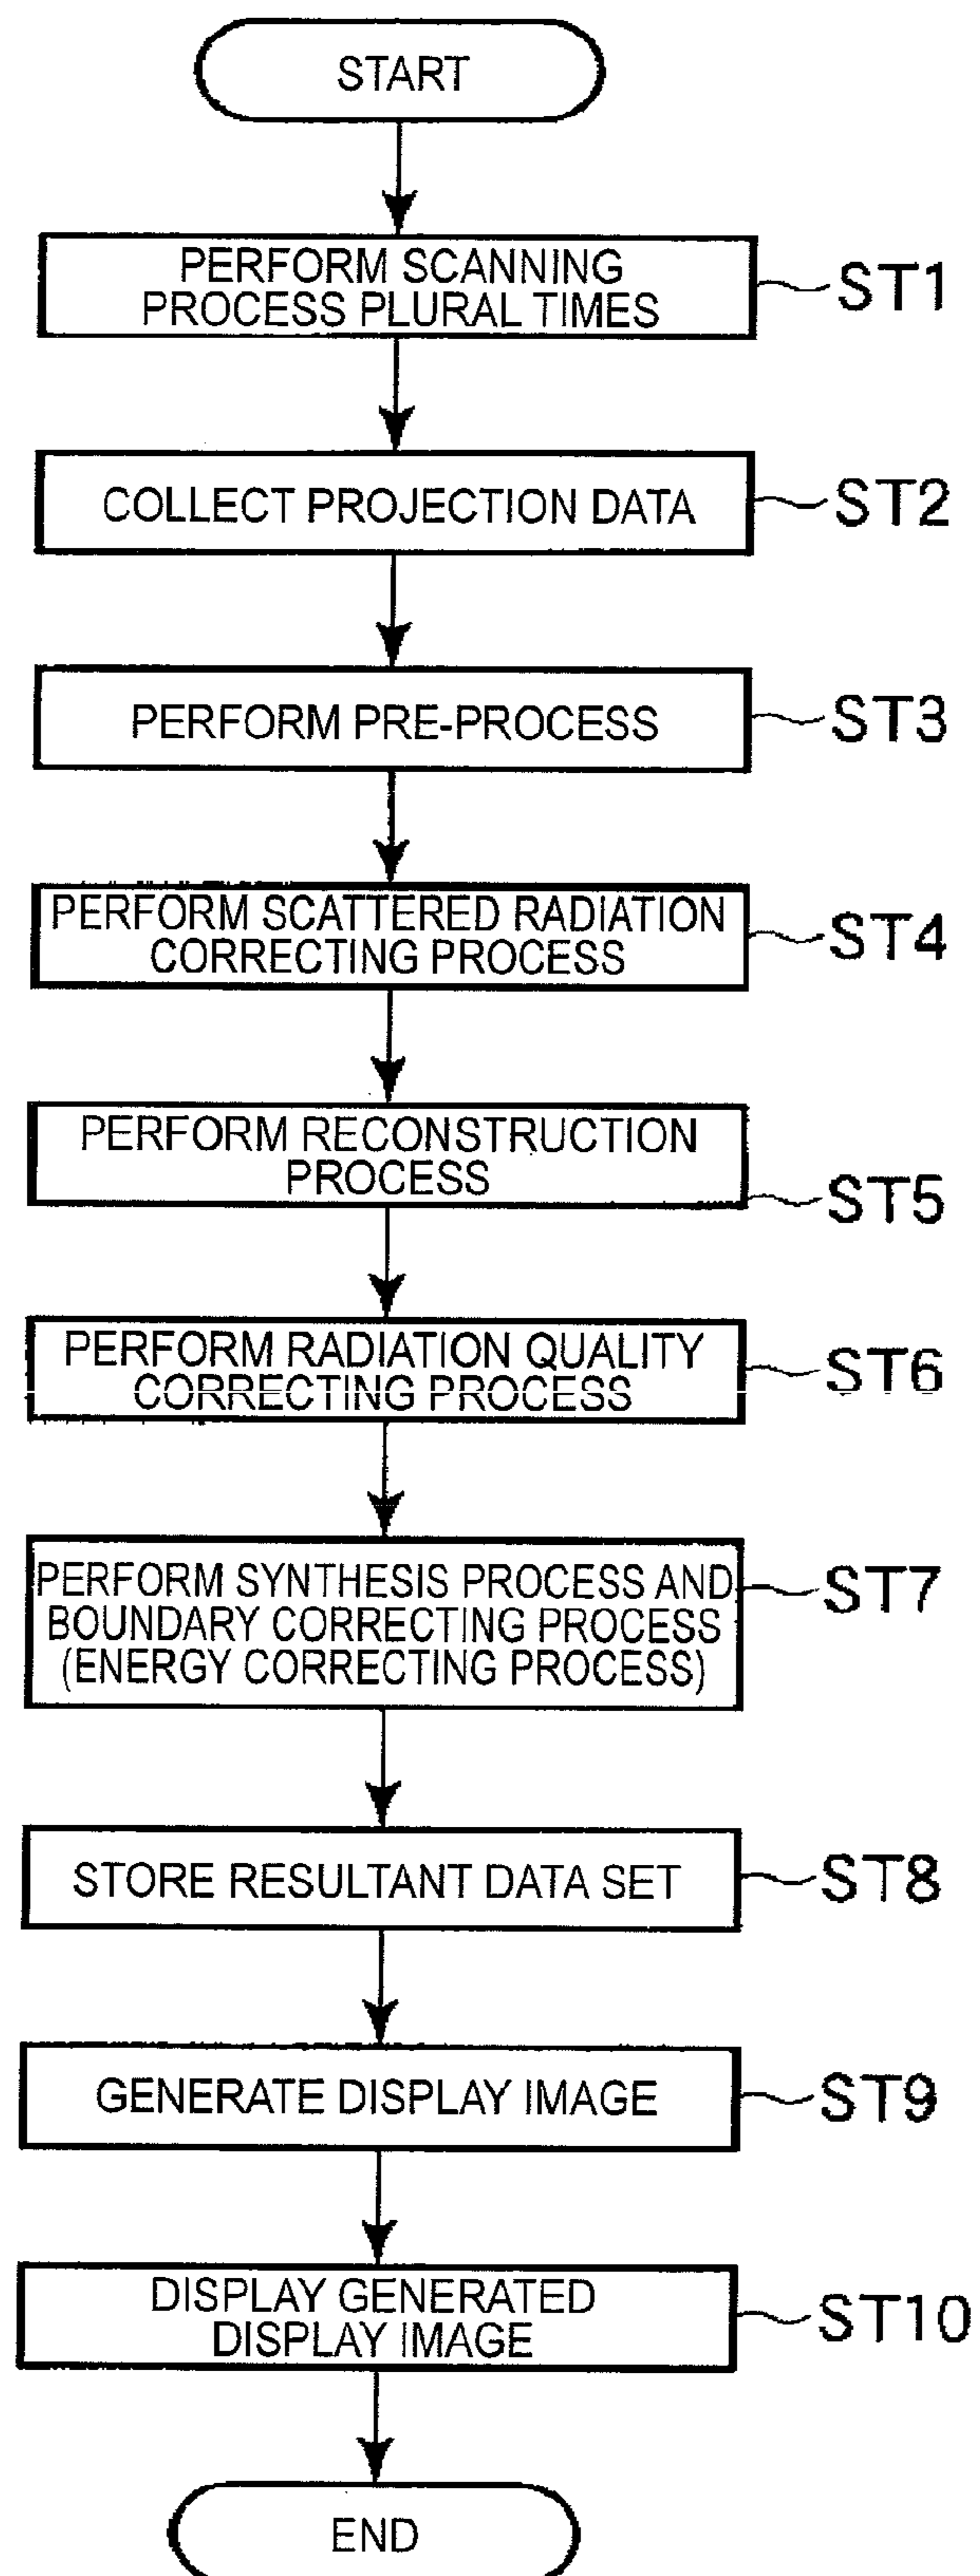 START
PERFORM SCANNING
PROCESS PLURAL TIMES
ST1
COLLECT PROJECTION DATA
ST2
PERFORM PRE-PROCESS
ST3
PERFORM SCATTERED RADIATION
CORRECTING PROCESS
ST4
PERFORM RECONSTRUCTION
PROCESS
ST5
PERFORM RADIATION QUALITY
CORRECTING PROCESS
ST6
PERFORM SYNTHESIS PROCESS AND
BOUNDARY CORRECTING PROCESS
(ENERGY CORRECTING PROCESS)
ST7
STORE RESULTANT DATA SET
ST8
GENERATE DISPLAY IMAGE
ST9
DISPLAY GENERATED
DISPLAY IMAGE
ST10
END